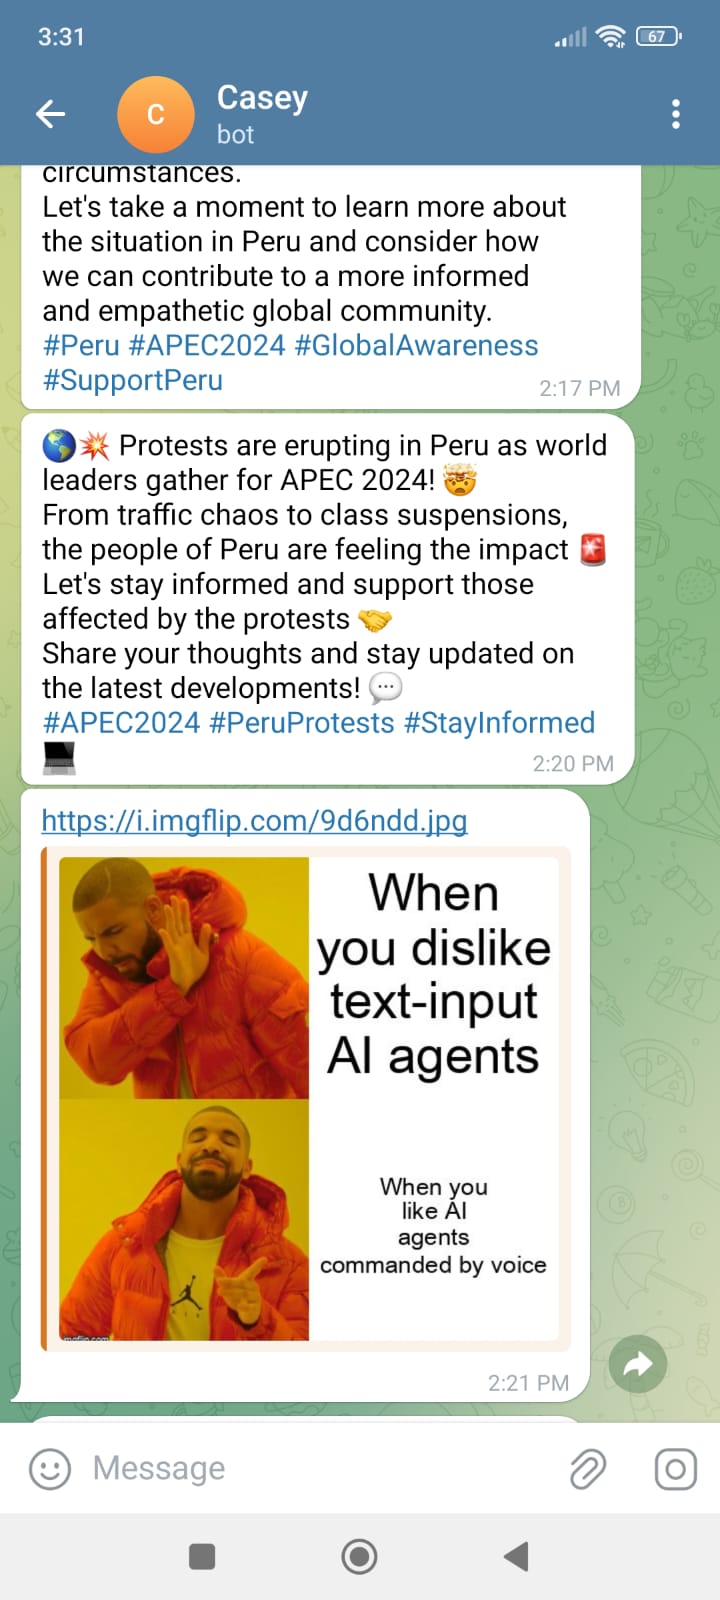 3:31
67
C
Casey
bot
circumstances.
Let's take a moment to learn more about
the situation in Peru and consider how
we can contribute to a more informed
and empathetic global community.
#Peru #APEC2024 #GlobalAwareness
#SupportPeru
2:17 PM
🌎💥 Protests are erupting in Peru as world
leaders gather for APEC 2024! 🤯
From traffic chaos to class suspensions,
the people of Peru are feeling the impact 🚨
Let's stay informed and support those
affected by the protests 🤝
Share your thoughts and stay updated on
the latest developments! 💬
#APEC2024 #PeruProtests #StayInformed
💻
2:20 PM
https://i.imgflip.com/9d6ndd.jpg
When
you dislike
text-input
AI agents
When you
like AI
agents
commanded by voice
imgflip.com
2:21 PM
Message